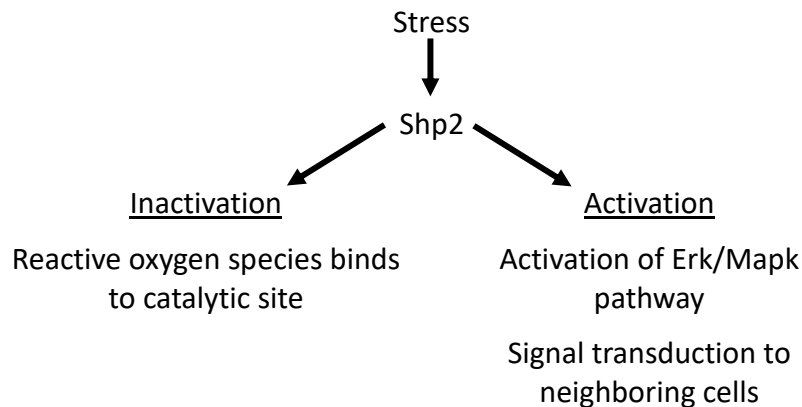 Stress
Shp2
Inactivation
Activation
Reactive oxygen species binds
to catalytic site
Activation of Erk/Mapk
pathway
Signal transduction to
neighboring cells